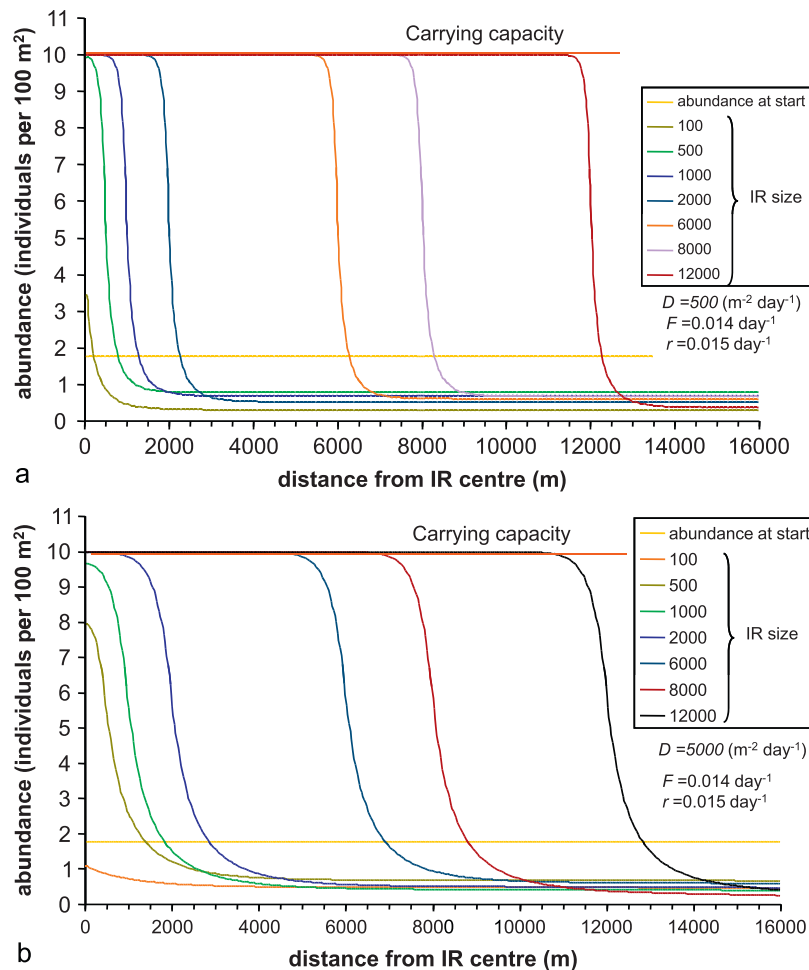 11
10
9
8
7
6
5
4
3
2
1
0
abundance (individuals per 100 m²)
Carrying capacity
abundance at start
100
500
1000
2000
6000
8000
12000
IR size
D =500 (m⁻² day⁻¹)
F =0.014 day⁻¹
r =0.015 day⁻¹
0 2000 4000 6000 8000 10000 12000 14000 16000
distance from IR centre (m)
a
11
10
9
8
7
6
5
4
3
2
1
0
abundance (individuals per 100 m²)
Carrying capacity
abundance at start
100
500
1000
2000
6000
8000
12000
IR size
D =5000 (m⁻² day⁻¹)
F =0.014 day⁻¹
r =0.015 day⁻¹
0 2000 4000 6000 8000 10000 12000 14000 16000
distance from IR centre (m)
b